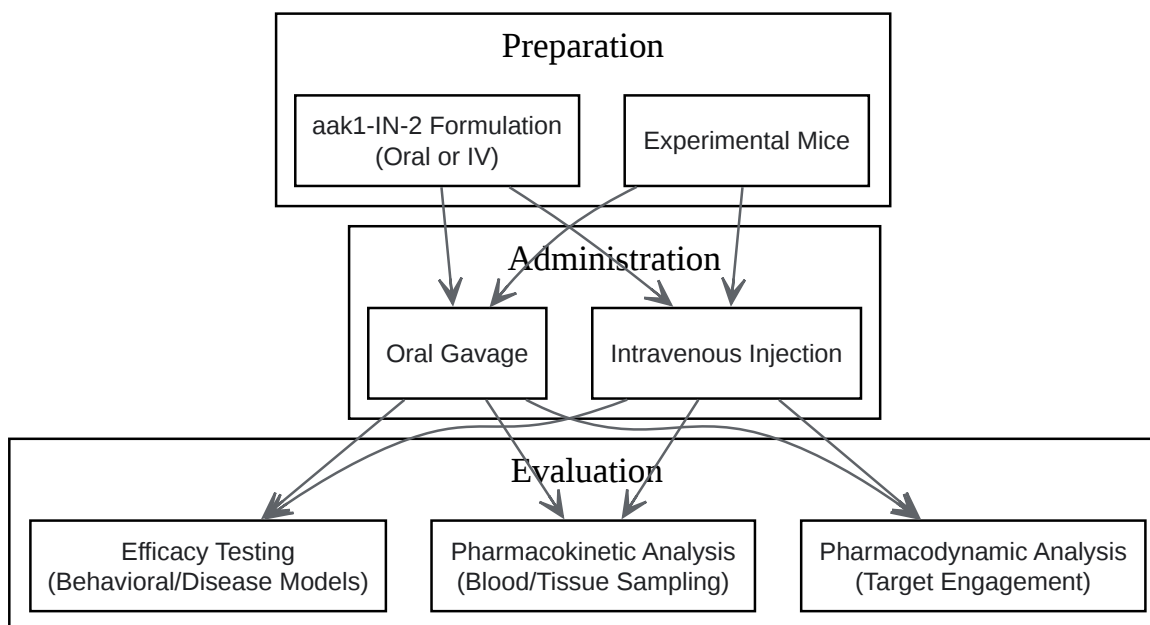 Preparation
aak1-IN-2 Formulation
(Oral or IV)
Experimental Mice
Administration
Oral Gavage
Intravenous Injection
Evaluation
Efficacy Testing
(Behavioral/Disease Models)
Pharmacokinetic Analysis
(Blood/Tissue Sampling)
Pharmacodynamic Analysis
(Target Engagement)